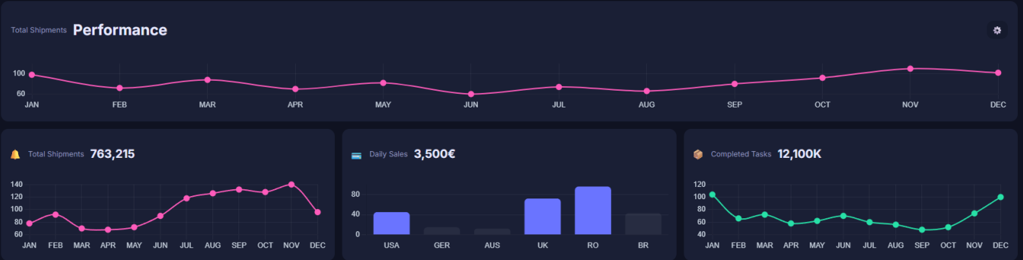 Total Shipments Performance
100
60
JAN FEB MAR APR MAY JUN JUL AUG SEP OCT NOV DEC
Total Shipments 763,215
140
120
100
80
60
JAN FEB MAR APR MAY JUN JUL AUG SEP OCT NOV DEC
Daily Sales 3,500€
80
40
0
USA GER AUS UK RO BR
Completed Tasks 12,100K
120
100
80
60
40
JAN FEB MAR APR MAY JUN JUL AUG SEP OCT NOV DEC